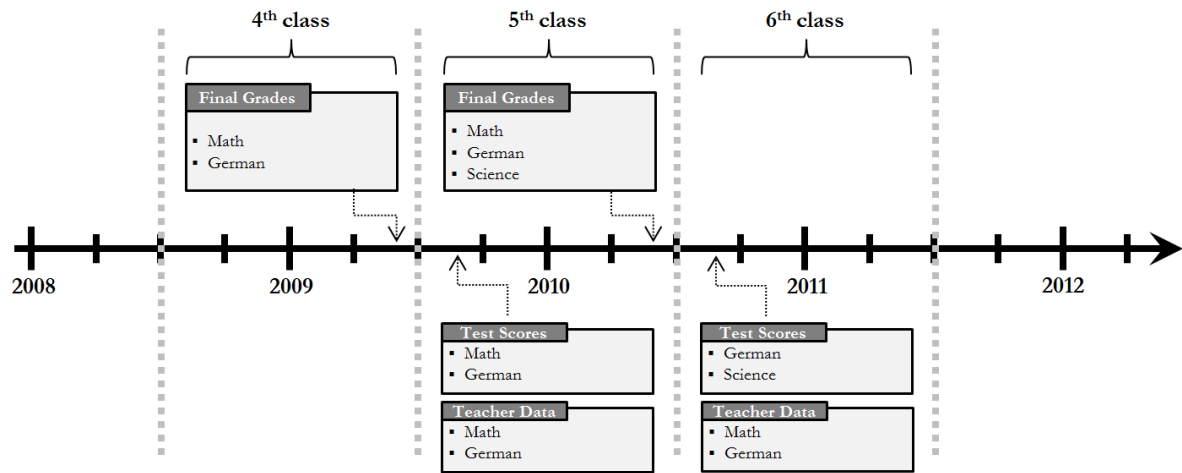 4th class
5th class
6th class
Final Grades
▪ Math
▪ German
Final Grades
▪ Math
▪ German
▪ Science
2008
2009
2010
2011
2012
Test Scores
▪ Math
▪ German
Test Scores
▪ German
▪ Science
Teacher Data
▪ Math
▪ German
Teacher Data
▪ Math
▪ German